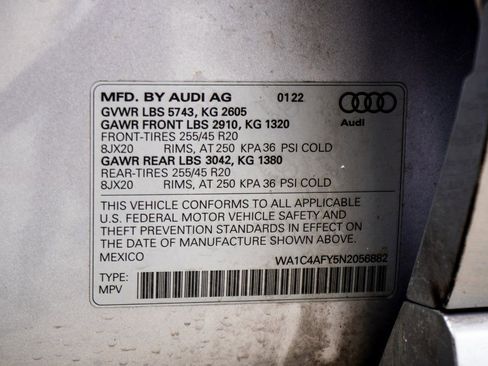 MFD. BY AUDI AG 01/22
GVWR LBS 5743, KG 2605
GAWR FRONT LBS 2910, KG 1320
FRONT-TIRES 255/45 R20
8JX20 RIMS, AT 250 KPA 36 PSI COLD
GAWR REAR LBS 3042, KG 1380
REAR-TIRES 255/45 R20
8JX20 RIMS, AT 250 KPA 36 PSI COLD
Audi
THIS VEHICLE CONFORMS TO ALL APPLICABLE
U.S. FEDERAL MOTOR VEHICLE SAFETY AND
THEFT PREVENTION STANDARDS IN EFFECT ON
THE DATE OF MANUFACTURE SHOWN ABOVE.
MEXICO WA1C4AFY5N2056882
TYPE:
MPV